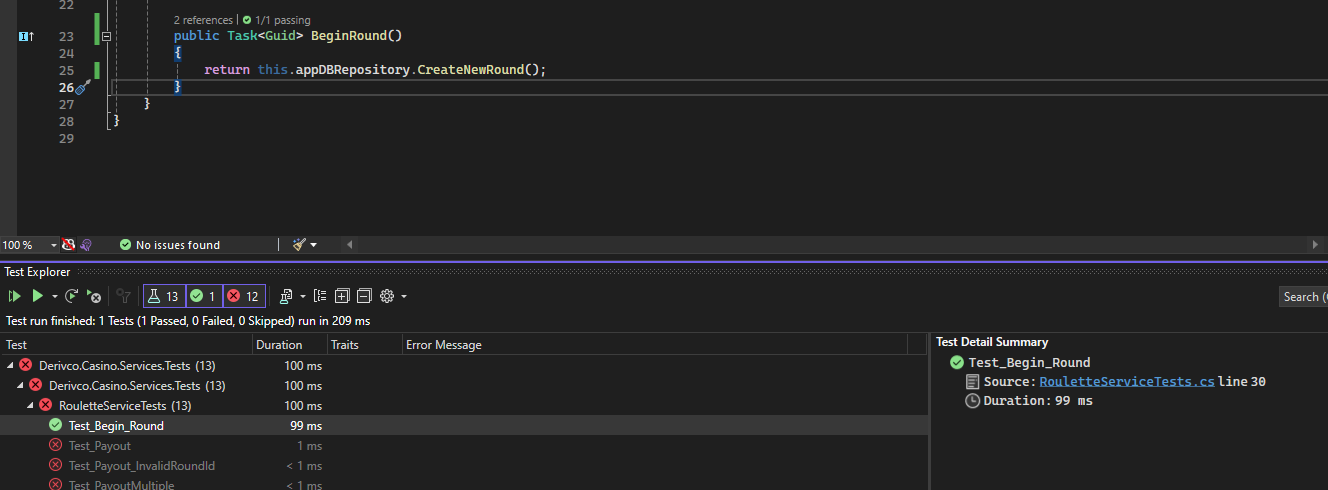 22
2 references | 1/1 passing
23 public Task<Guid> BeginRound()
24 {
25 return this.appDBRepository.CreateNewRound();
26 }
27 }
28 }
29
100 % No issues found
Test Explorer
13 1 12 Search (
Test run finished: 1 Tests (1 Passed, 0 Failed, 0 Skipped) run in 209 ms
Test Duration Traits Error Message
Derivco.Casino.Services.Tests (13) 100 ms
Derivco.Casino.Services.Tests (13) 100 ms
RouletteServiceTests (13) 100 ms
Test_Begin_Round 99 ms
Test_Payout 1 ms
Test_Payout_InvalidRoundId < 1 ms
Test_PayoutMultiple < 1 ms
Test Detail Summary
Test_Begin_Round
Source: RouletteServiceTests.cs line 30
Duration: 99 ms